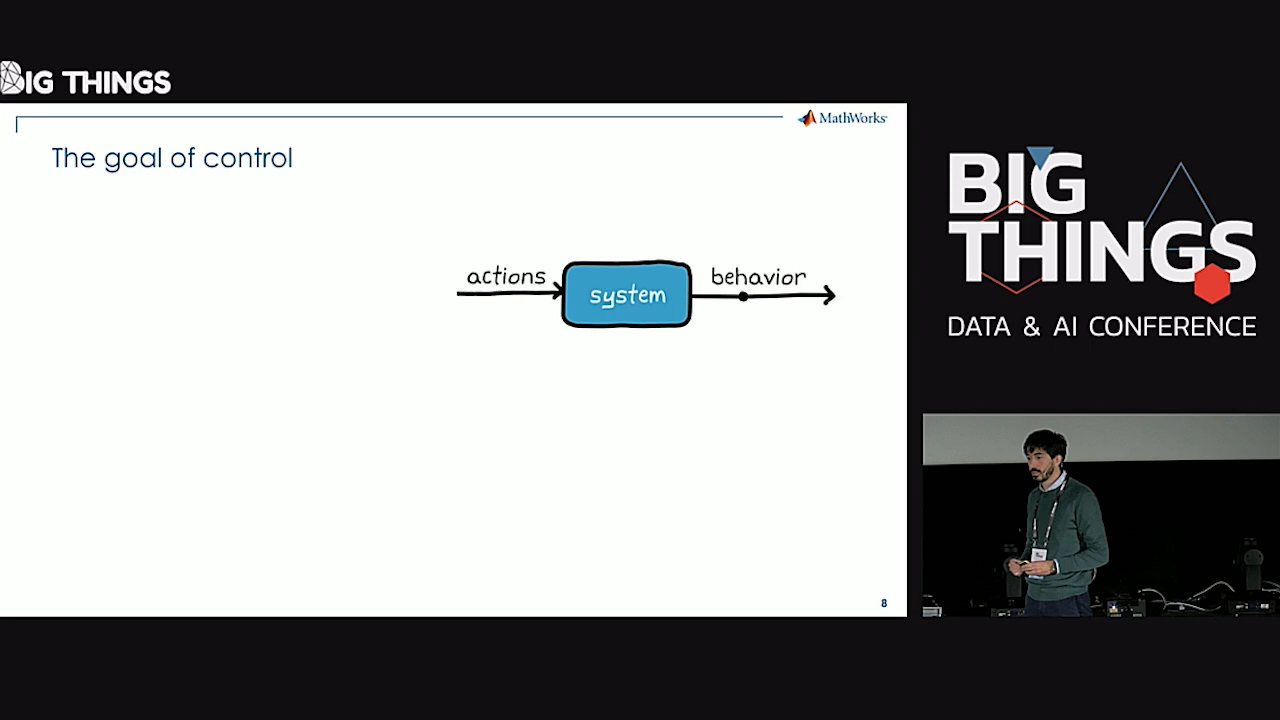 BIG THINGS
MathWorks
The goal of control
actions
system
behavior
8
BIG
THINGS
DATA & AI CONFERENCE